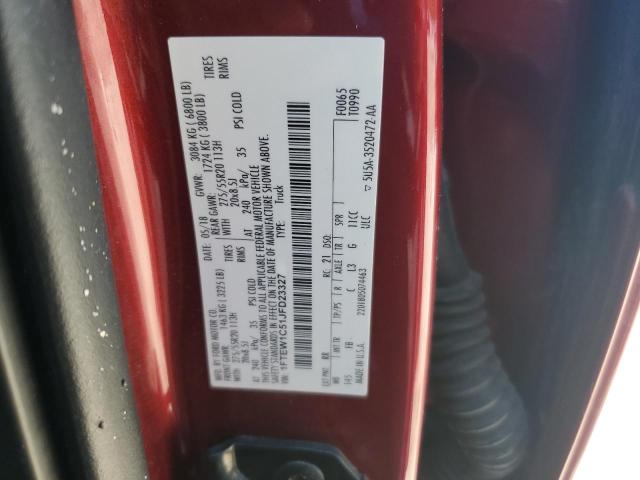 MFD. BY FORD MOTOR CO.
DATE: 05/18 GVWR: 3084 KG ( 6800 LB)
FRONT GAWR: 1463 KG ( 3225 LB) REAR GAWR: 1724 KG ( 3800 LB)
WITH 275/55R20 113H TIRES WITH 275/55R20 113H TIRES
20x8.5J RIMS 20x8.5J RIMS
AT 240 kPa/ 35 PSI COLD AT 240 kPa/ 35 PSI COLD
THIS VEHICLE CONFORMS TO ALL APPLICABLE FEDERAL MOTOR VEHICLE
SAFETY STANDARDS IN EFFECT ON THE DATE OF MANUFACTURE SHOWN ABOVE.
1FTEW1C51JFD23327 TYPE: Truck
F0065
T0990
EXT PNT: RR RC: 21 DSO:
WB INT TR TP/PS R AXLE TR SPR
145 FB C L3 G 11CC
ULC
MADE IN U.S.A. 2201805074463
▽ 5U5A-3520472-AA